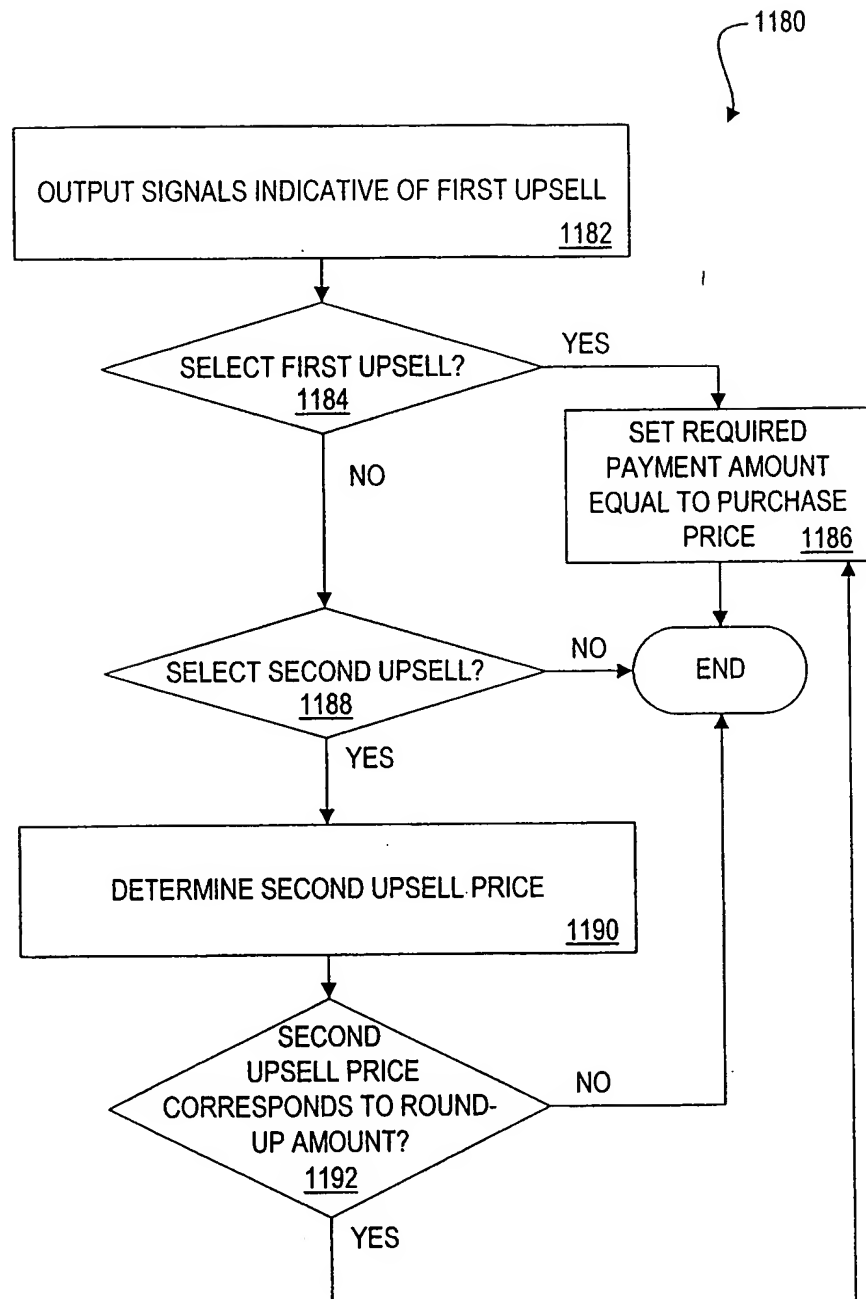 1180
OUTPUT SIGNALS INDICATIVE OF FIRST UPSELL
1182
SELECT FIRST UPSELL?
1184
YES
NO
SET REQUIRED
PAYMENT AMOUNT
EQUAL TO PURCHASE
PRICE 1186
SELECT SECOND UPSELL?
1188
NO
END
YES
DETERMINE SECOND UPSELL PRICE
1190
SECOND
UPSELL PRICE
CORRESPONDS TO ROUND-
UP AMOUNT?
1192
NO
YES